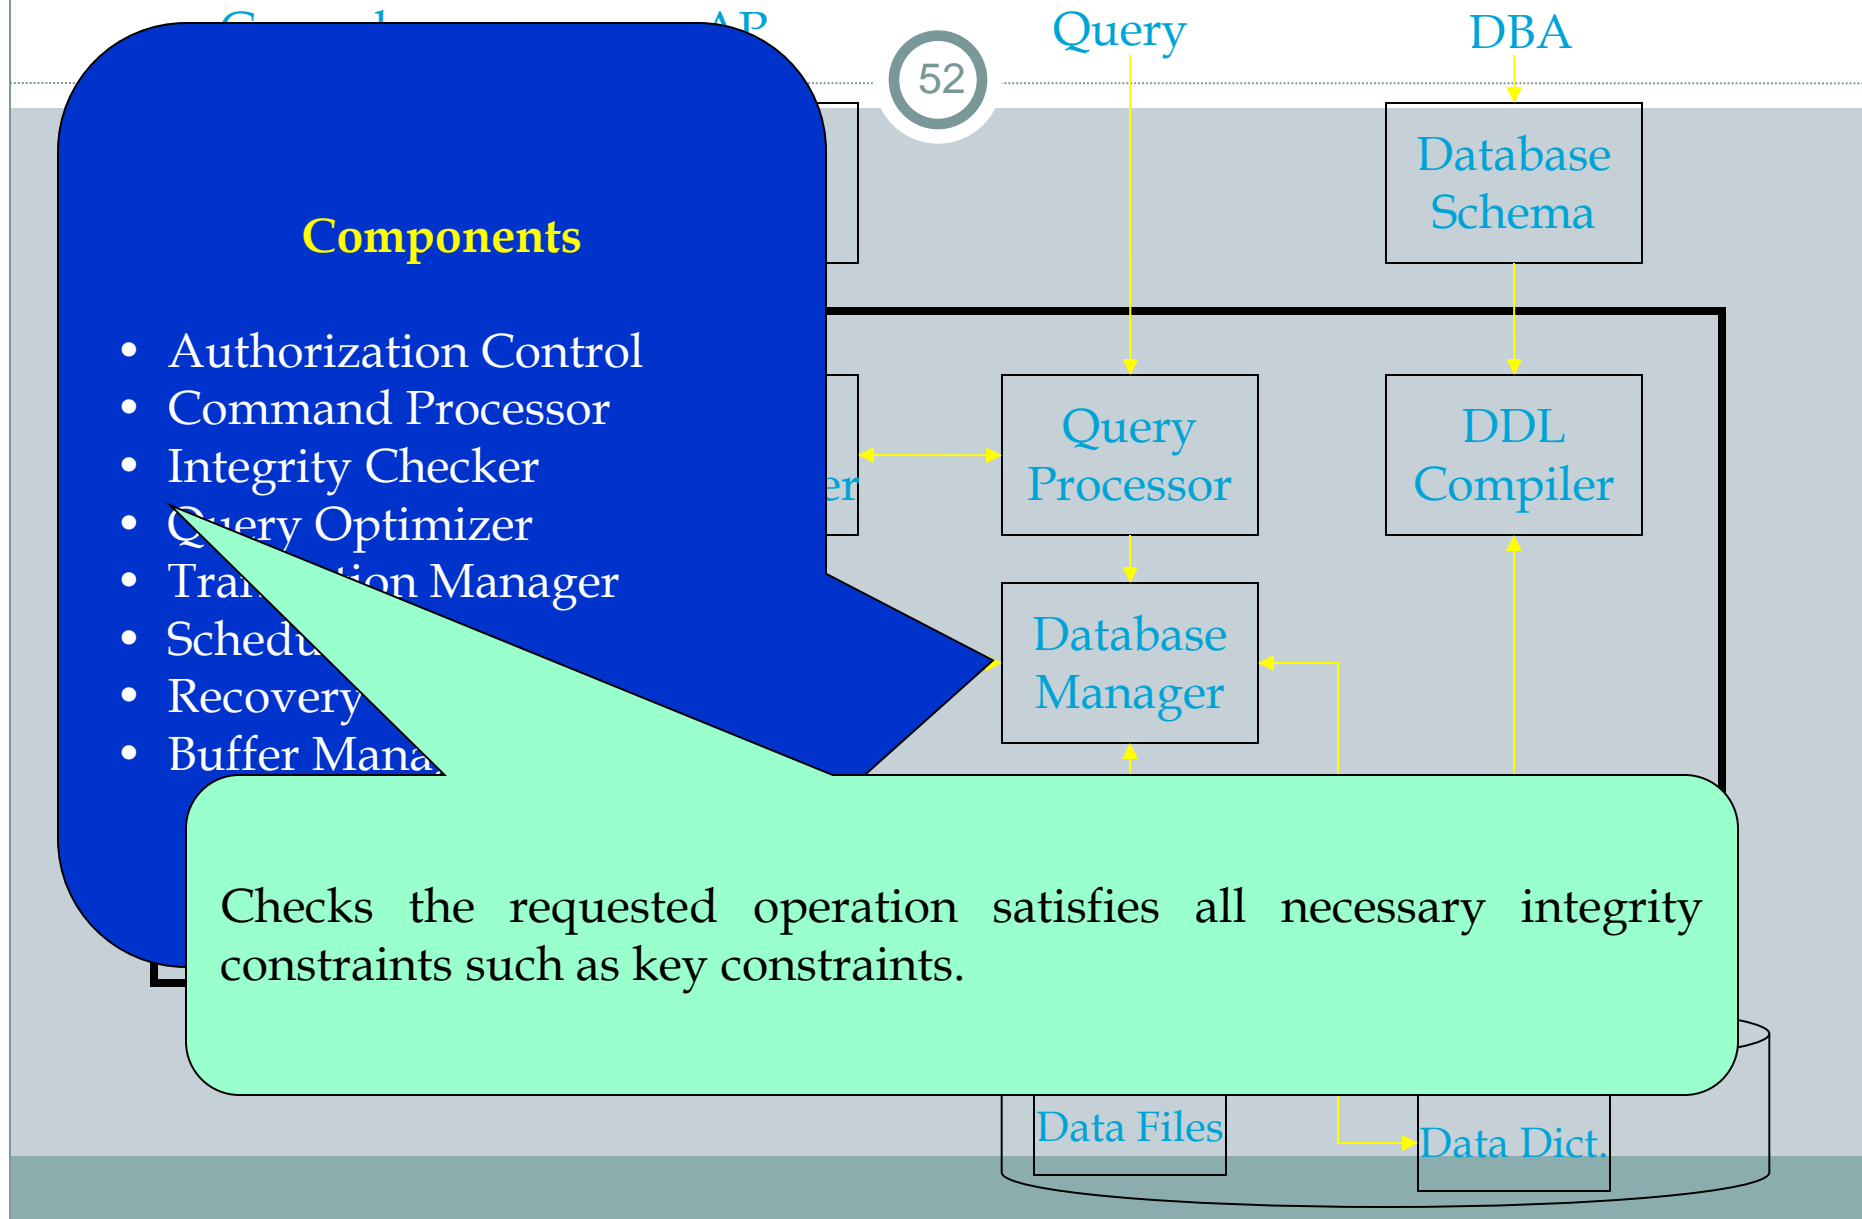 Query
DBA
52
Database
Schema
Components
• Authorization Control
• Command Processor
• Integrity Checker
• Query Optimizer
• Manager
• Recovery
• Buffer
Query
Processor
DDL
Compiler
Database
Manager
Checks the requested operation satisfies all necessary integrity
constraints such as key constraints.
Data Files
Data Dict.